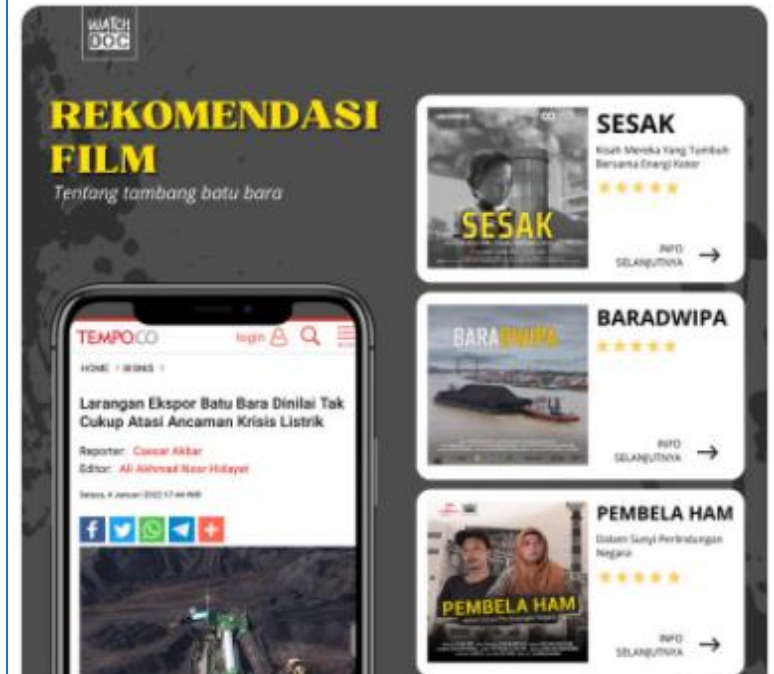 WATCH
DOC
REKOMENDASI
FILM
Tentang tambang batu bara
TEMPO.CO
login
HOME > BISNIS >
Larangan Ekspor Batu Bara Dinilai Tak
Cukup Atasi Ancaman Krisis Listrik
Reporter: Caesar Akbar
Editor: Ali Akhmad Noor Hidayat
Selasa, 4 Januari 2022 17:44 WIB
SESAK
SESAK
Kisah Mereka Yang Tumbuh
Bersama Energi Kotor
INFO
SELANJUTNYA
BARADWIPA
BARADWIPA
INFO
SELANJUTNYA
PEMBELA HAM
PEMBELA HAM
Dalam Sunyi Perlindungan
Negara
INFO
SELANJUTNYA